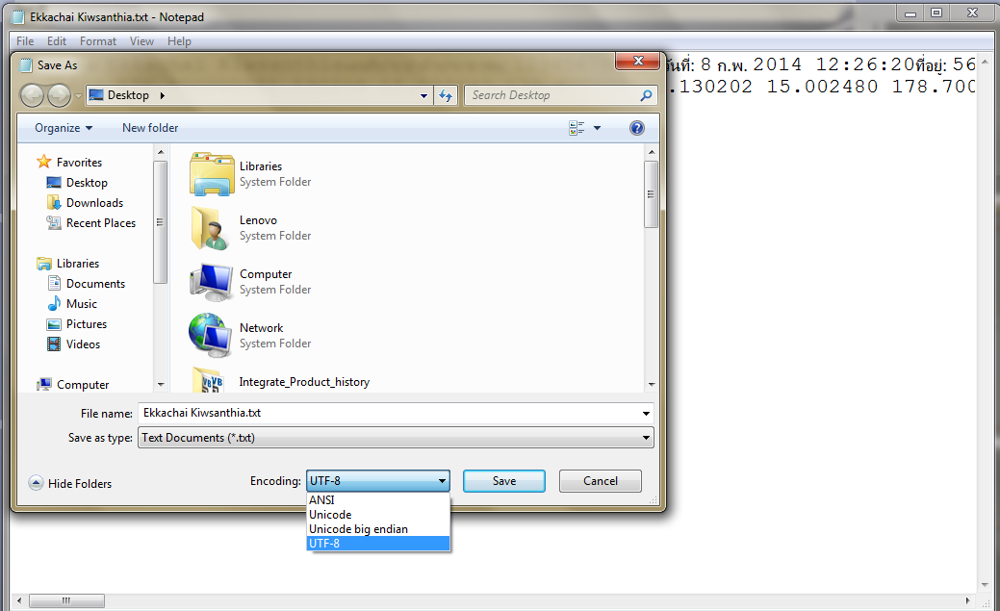 Ekkachai Kiwsanthia.txt - Notepad
File Edit Format View Help
Save As
วันที่: 8 ก.พ. 2014 12:26:20ที่อยู่: 56
.130202 15.002480 178.700
Desktop
Search Desktop
Organize New folder
Favorites
Desktop
Downloads
Recent Places
Libraries
Documents
Music
Pictures
Videos
Computer
Libraries
System Folder
Lenovo
System Folder
Computer
System Folder
Network
System Folder
Integrate_Product_history
File name: Ekkachai Kiwsanthia.txt
Save as type: Text Documents (*.txt)
Hide Folders
Encoding: UTF-8 Save Cancel
ANSI
Unicode
Unicode big endian
UTF-8